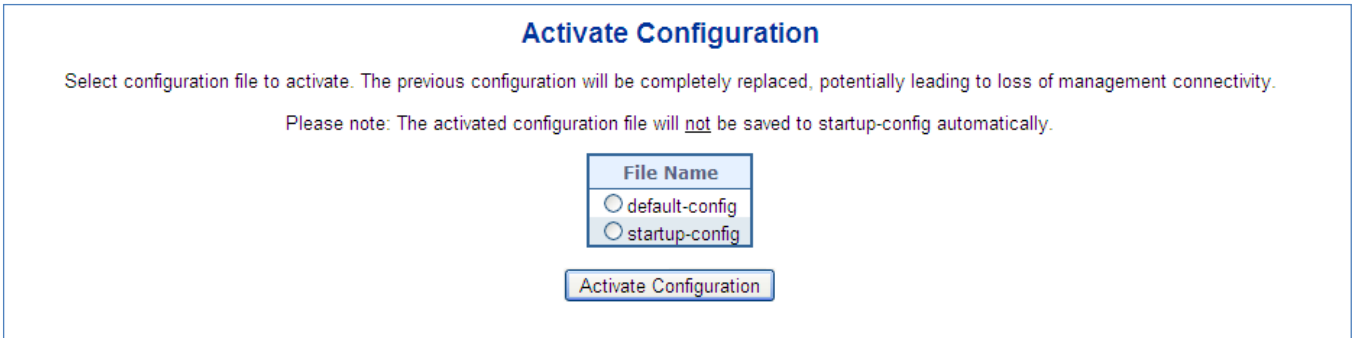 Activate Configuration
Select configuration file to activate. The previous configuration will be completely replaced, potentially leading to loss of management connectivity.
Please note: The activated configuration file will not be saved to startup-config automatically.
File Name
default-config
startup-config
Activate Configuration